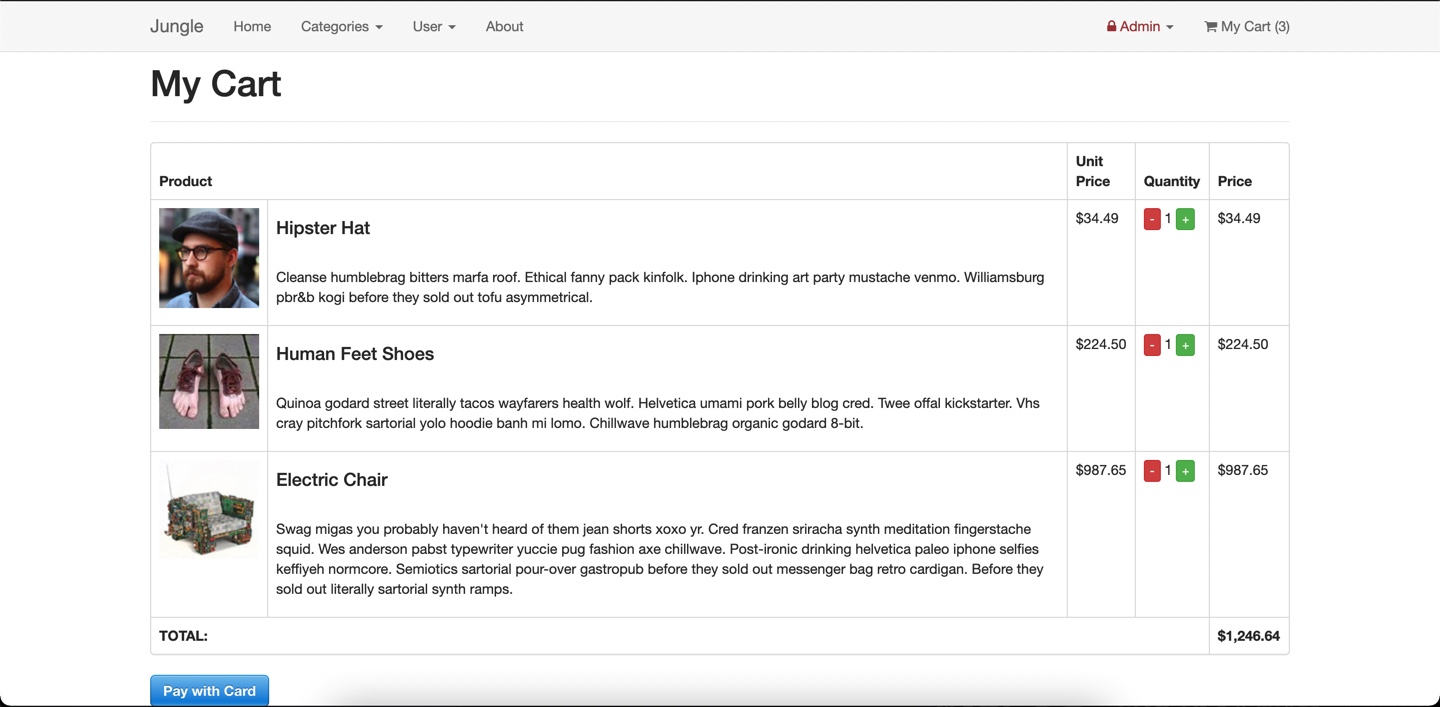 Jungle Home Categories User About Admin My Cart (3)
My Cart
Product Unit Price Quantity Price
Hipster Hat $34.49 - 1 + $34.49
Cleanse humblebrag bitters marfa roof. Ethical fanny pack kinfolk. Iphone drinking art party mustache venmo. Williamsburg
pbr&b kogi before they sold out tofu asymmetrical.
Human Feet Shoes $224.50 - 1 + $224.50
Quinoa godard street literally tacos wayfarers health wolf. Helvetica umami pork belly blog cred. Twee offal kickstarter. Vhs
cray pitchfork sartorial yolo hoodie banh mi lomo. Chillwave humblebrag organic godard 8-bit.
Electric Chair $987.65 - 1 + $987.65
Swag migas you probably haven't heard of them jean shorts xoxo yr. Cred franzen sriracha synth meditation fingerstache
squid. Wes anderson pabst typewriter yuccie pug fashion axe chillwave. Post-ironic drinking helvetica paleo iphone selfies
keffiyeh normcore. Semiotics sartorial pour-over gastropub before they sold out messenger bag retro cardigan. Before they
sold out literally sartorial synth ramps.
TOTAL: $1,246.64
Pay with Card